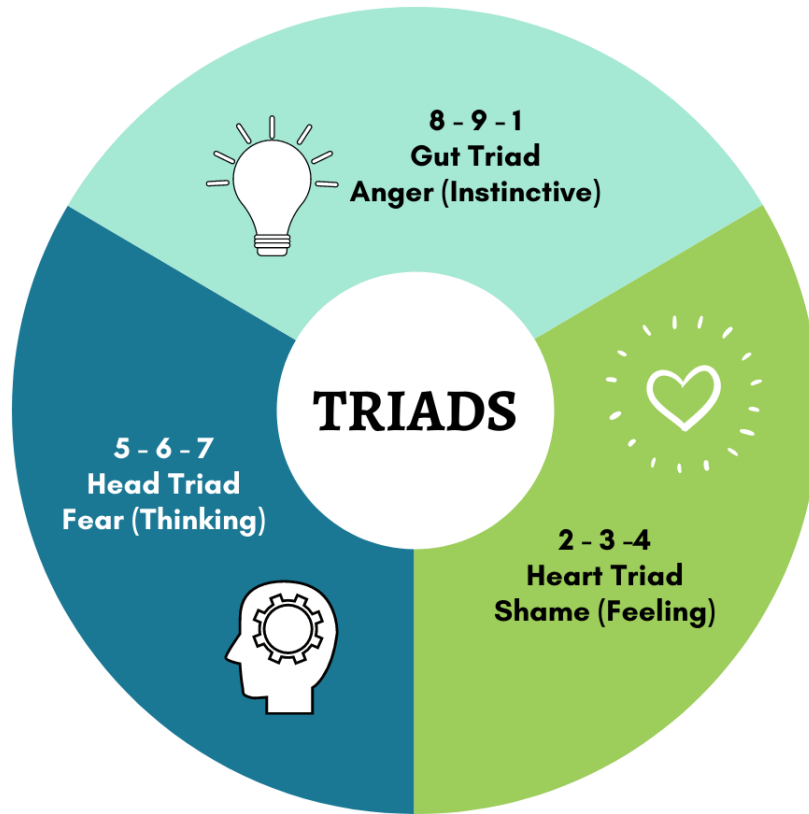 8 - 9 - 1
Gut Triad
Anger (Instinctive)
TRIADS
5 - 6 - 7
Head Triad
Fear (Thinking)
2 - 3 -4
Heart Triad
Shame (Feeling)